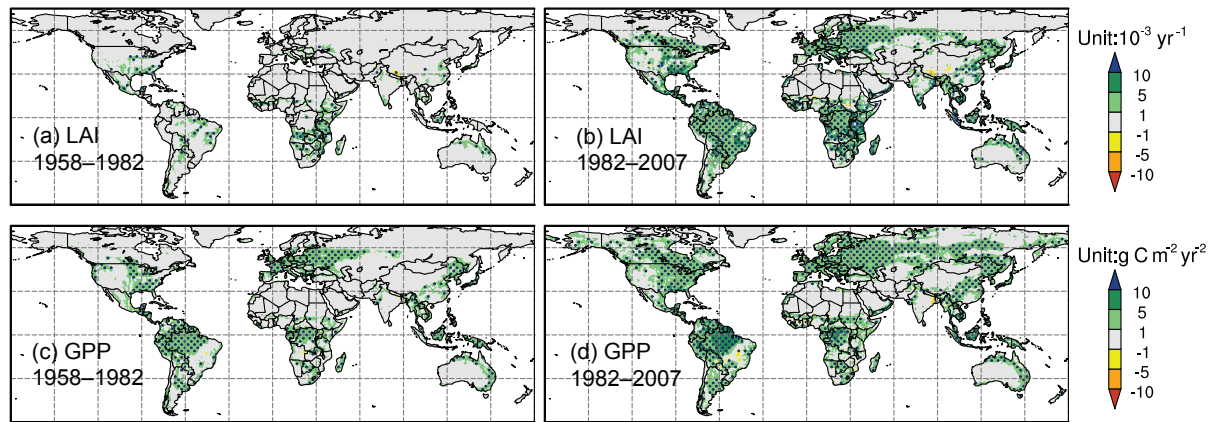 (a) LAI
1958–1982
(b) LAI
1982–2007
Unit:10⁻³ yr⁻¹
10
5
1
-1
-5
-10
(c) GPP
1958–1982
(d) GPP
1982–2007
Unit:g C m⁻² yr⁻²
10
5
1
-1
-5
-10